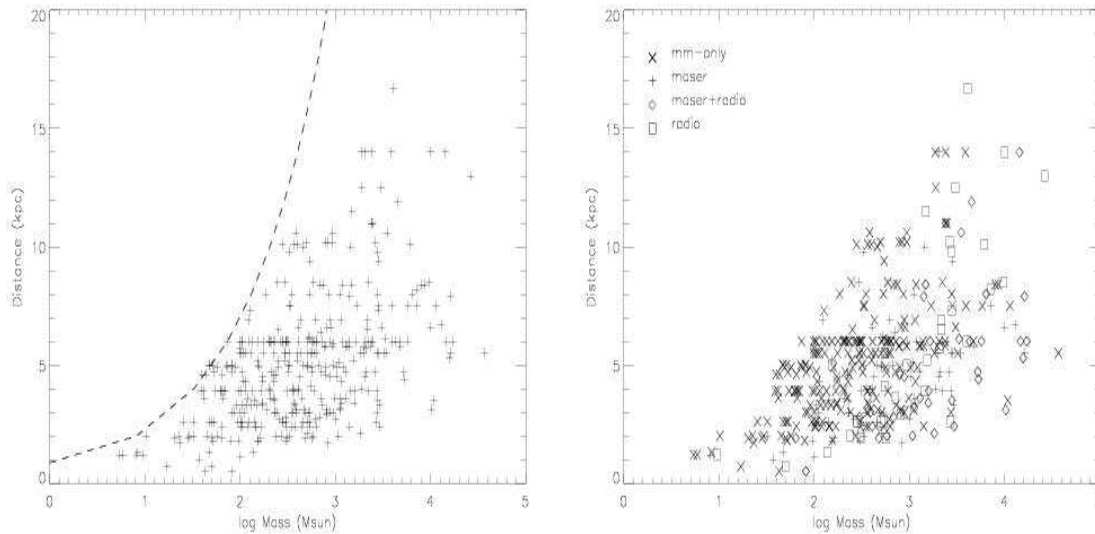 20
15
10
5
0
Distance (kpc)
0 1 2 3 4 5
log Mass (Msun)
20
15
10
5
0
Distance (kpc)
mm-only
maser
maser+radio
radio
0 1 2 3 4
log Mass (Msun)